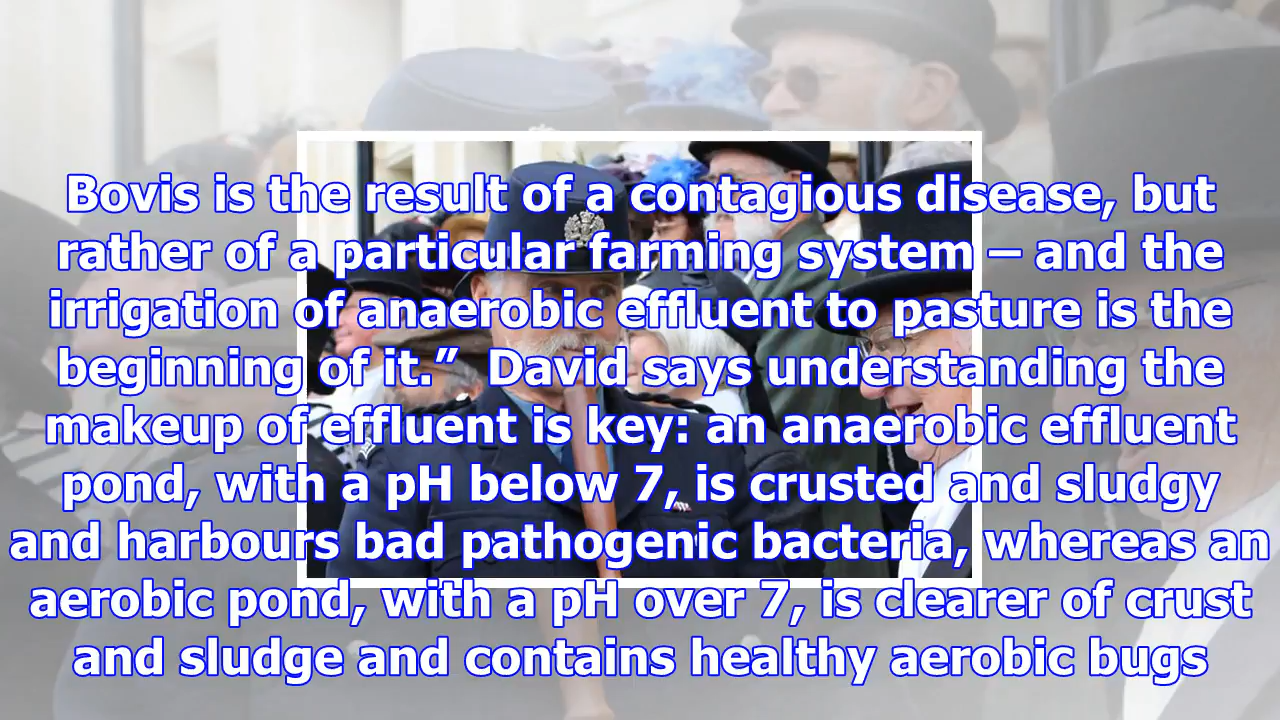 Bovis is the result of a contagious disease, but
rather of a particular farming system – and the
irrigation of anaerobic effluent to pasture is the
beginning of it.”  David says understanding the
makeup of effluent is key: an anaerobic effluent
pond, with a pH below 7, is crusted and sludgy
and harbours bad pathogenic bacteria, whereas an
aerobic pond, with a pH over 7, is clearer of crust
and sludge and contains healthy aerobic bugs